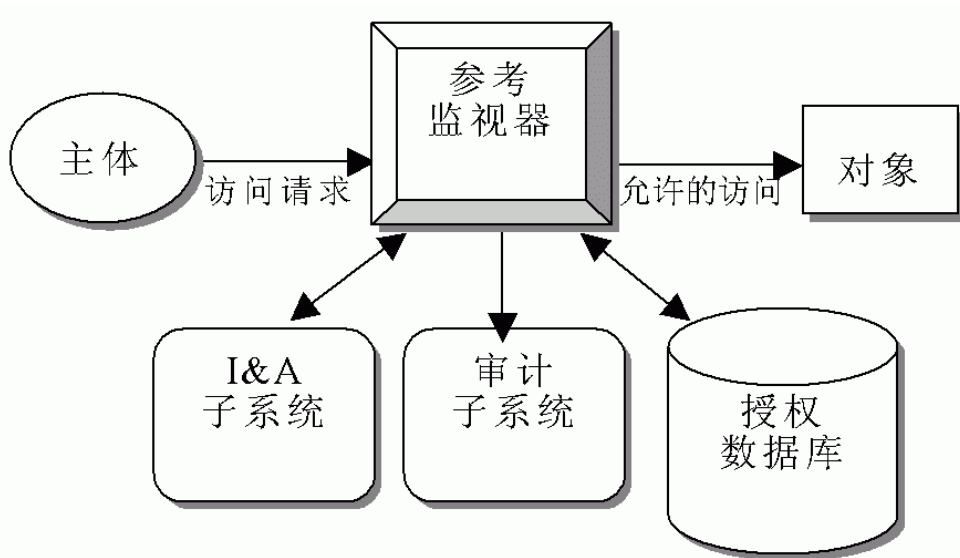 参考
监视器
主体
访问请求
允许的访问
对象
I&A
子系统
审计
子系统
授权
数据库